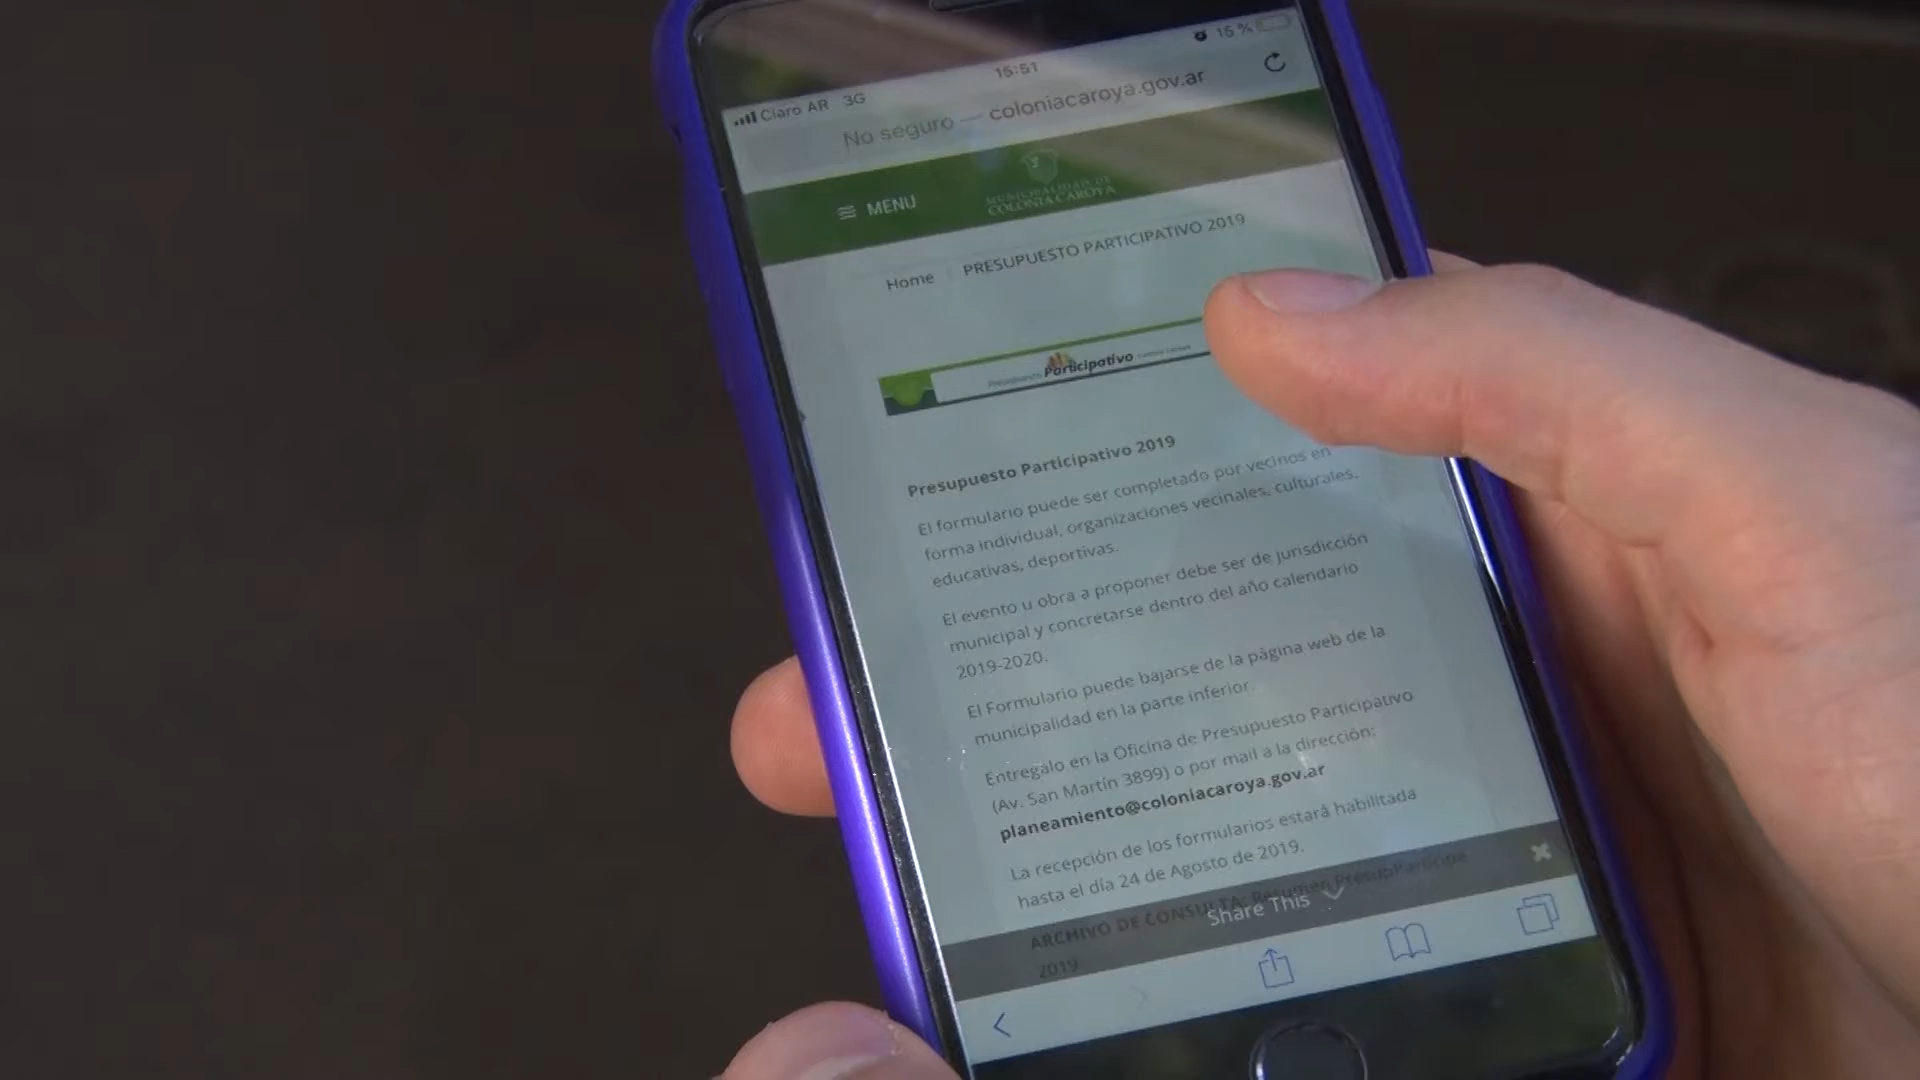 Claro AR 3G 15:51 15 %
No seguro — coloniacaroya.gov.ar
MENU
MUNICIPALIDAD DE
COLONIA CAROYA
Home PRESUPUESTO PARTICIPATIVO 2019
Presupuesto Participativo
Presupuesto Participativo 2019
El formulario puede ser completado por vecinos en
forma individual, organizaciones vecinales, culturales,
educativas, deportivas.
El evento u obra a proponer debe ser de jurisdicción
municipal y concretarse dentro del año calendario
2019-2020.
El Formulario puede bajarse de la página web de la
municipalidad en la parte inferior.
Entregalo en la Oficina de Presupuesto Participativo
(Av. San Martín 3899) o por mail a la dirección:
planeamiento@coloniacaroya.gov.ar
La recepción de los formularios estará habilitada
hasta el día 24 de Agosto de 2019.
ARCHIVO DE CONSULTA: Resumen PresupParticipa
2019
Share This